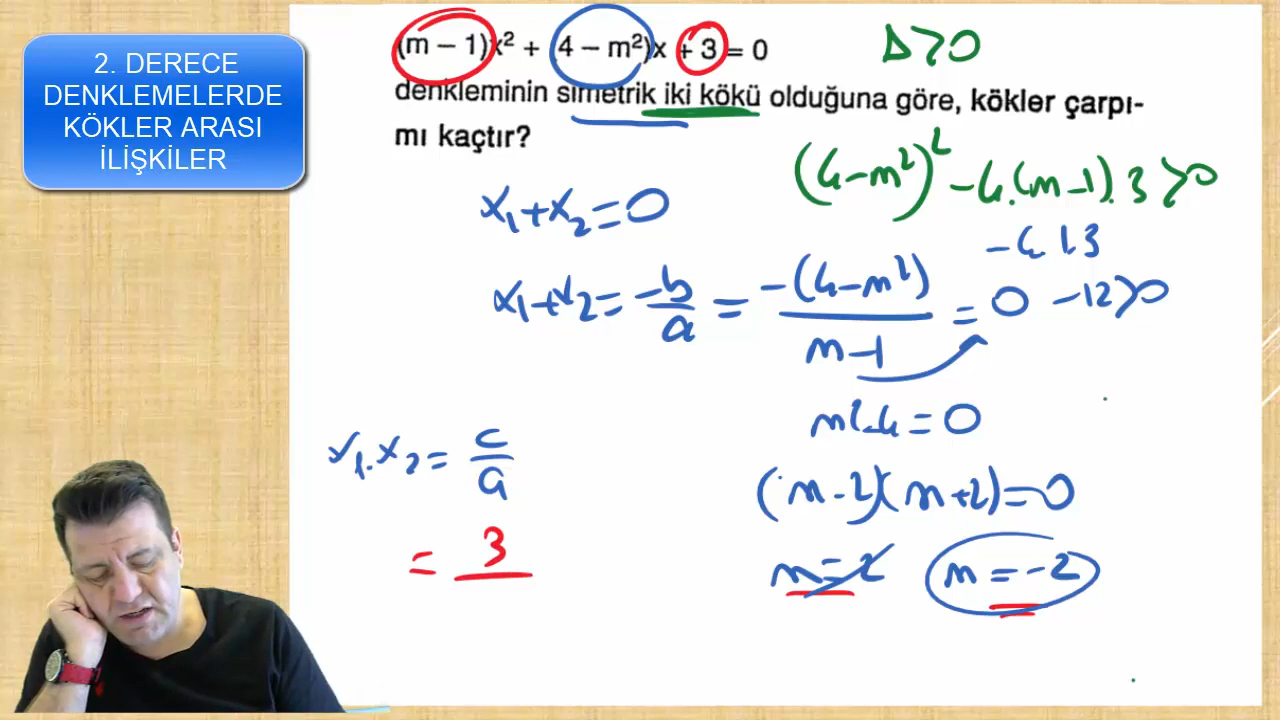 2. DERECE
DENKLEMELERDE
KÖKLER ARASI
İLİŞKİLER
(m − 1)x² + (4 − m²)x + 3 = 0
denkleminin simetrik iki kökü olduğuna göre, kökler çarpı-
mı kaçtır?
Δ>0
(4-m²)² -4.(m-1).3>0
-4.1.3
-12>0
x₁+x₂=0
x₁+x₂= -b/a = -(4-m²)/m-1 = 0
m²-4=0
(m-2)(m+2)=0
m=2 m=-2
x₁.x₂= c/a
= 3